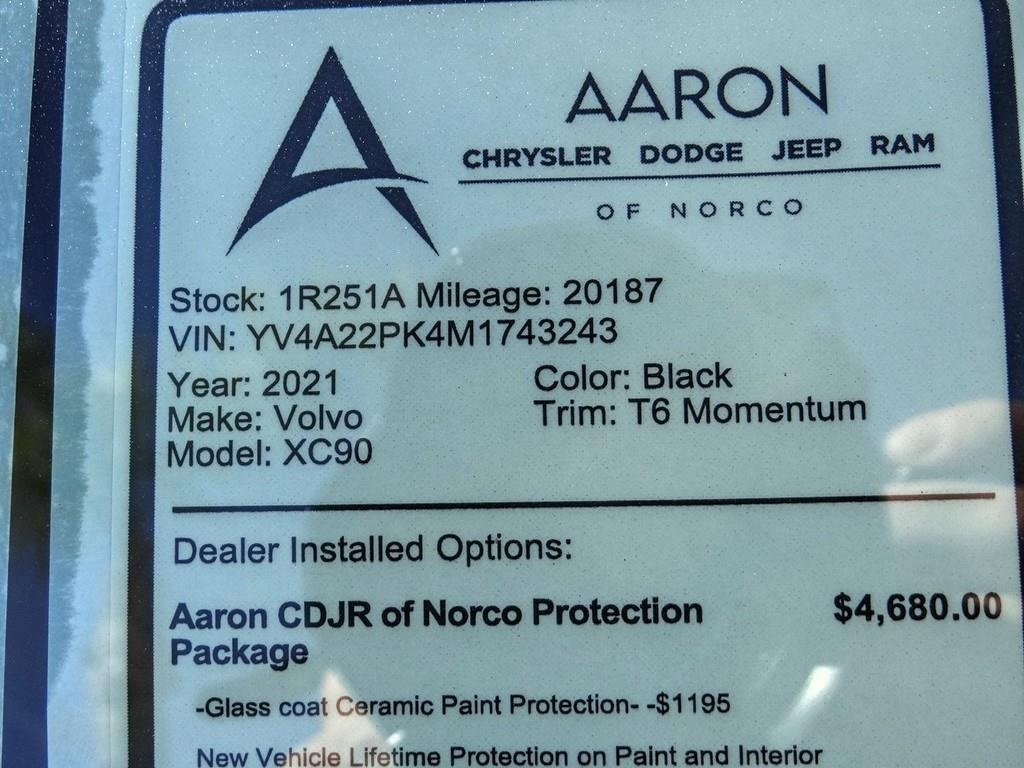 AARON
CHRYSLER DODGE JEEP RAM
OF NORCO
Stock: 1R251A Mileage: 20187
VIN: YV4A22PK4M1743243
Year: 2021 Color: Black
Make: Volvo Trim: T6 Momentum
Model: XC90
Dealer Installed Options:
Aaron CDJR of Norco Protection $4,680.00
Package
-Glass coat Ceramic Paint Protection- -$1195
New Vehicle Lifetime Protection on Paint and Interior